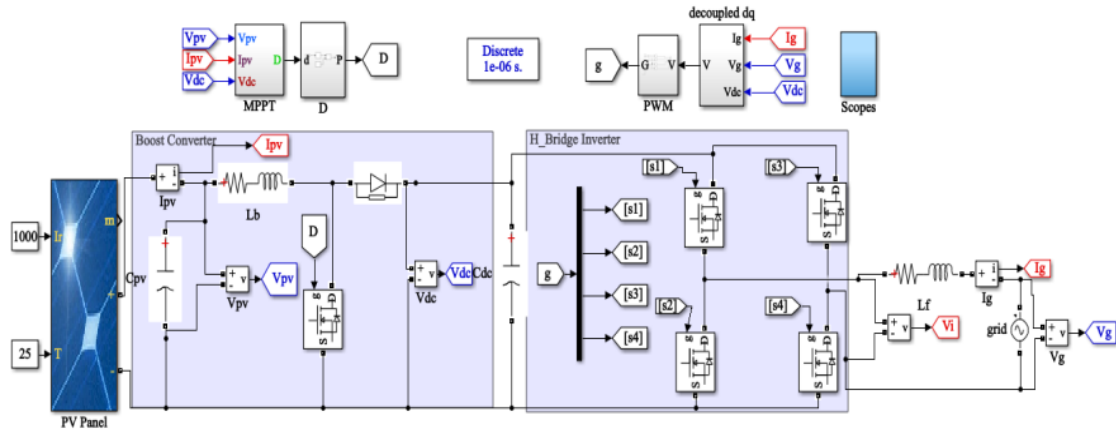 decoupled dq
Vpv
Vpv
Ipv
Ipv
D
Vdc
Vdc
MPPT
d
P
D
D
Discrete
1e-06 s.
g
G
V
PWM
V
Ig
Vg
Vdc
Ig
Vg
Vdc
Scopes
Boost Converter
H_Bridge Inverter
Ipv
i
+
-
Ipv
Lb
1000
Ir
m
+
-
25
T
PV Panel
Cpv
+
+
-
v
Vpv
Vpv
D
g
D
S
+
-
v
Vdc
Vdc
Cdc
+
g
[s1]
[s2]
[s3]
[s4]
[s1]
g
D
S
[s3]
g
D
S
[s2]
g
D
S
[s4]
g
D
S
+
Lf
+
-
i
Ig
Ig
+
-
v
Vi
grid
+
-
v
Vg
Vg